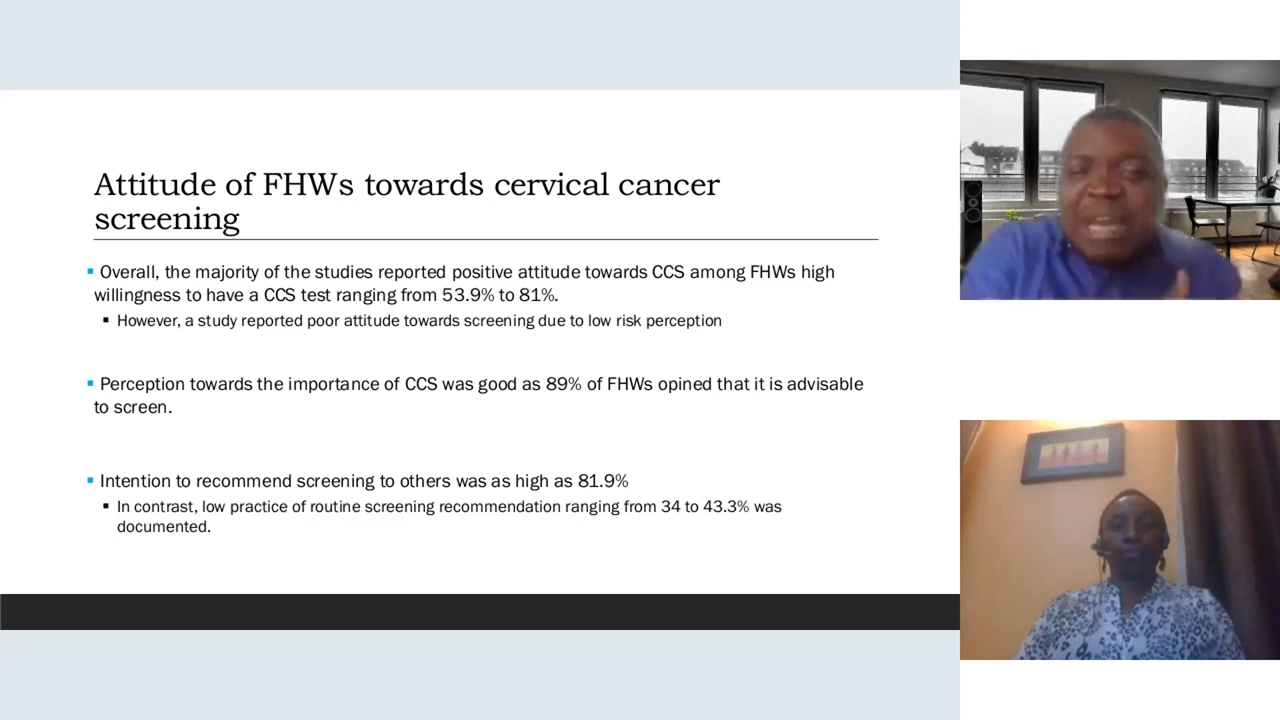 Attitude of FHWs towards cervical cancer
screening
Overall, the majority of the studies reported positive attitude towards CCS among FHWs high
willingness to have a CCS test ranging from 53.9% to 81%.
However, a study reported poor attitude towards screening due to low risk perception
Perception towards the importance of CCS was good as 89% of FHWs opined that it is advisable
to screen.
Intention to recommend screening to others was as high as 81.9%
In contrast, low practice of routine screening recommendation ranging from 34 to 43.3% was
documented.